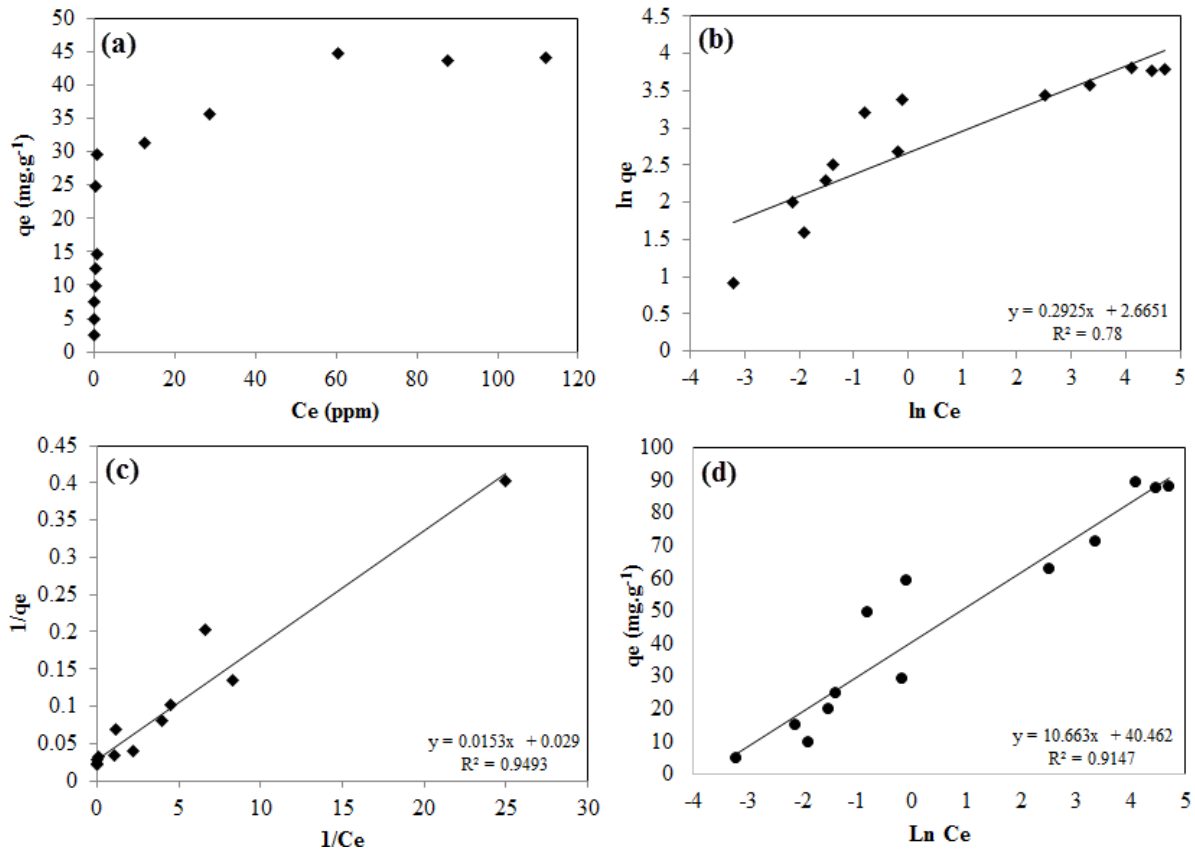 (a)
50
45
40
35
30
25
20
15
10
5
0
qe (mg.g-1)
0 20 40 60 80 100 120
Ce (ppm)
(b)
4.5
4
3.5
3
2.5
2
1.5
1
0.5
0
ln qe
y = 0.2925x + 2.6651
R² = 0.78
-4 -3 -2 -1 0 1 2 3 4 5
ln Ce
(c)
0.45
0.4
0.35
0.3
0.25
0.2
0.15
0.1
0.05
0
1/qe
y = 0.0153x + 0.029
R² = 0.9493
0 5 10 15 20 25 30
1/Ce
(d)
100
90
80
70
60
50
40
30
20
10
0
qe (mg.g-1)
y = 10.663x + 40.462
R² = 0.9147
-4 -3 -2 -1 0 1 2 3 4 5
Ln Ce